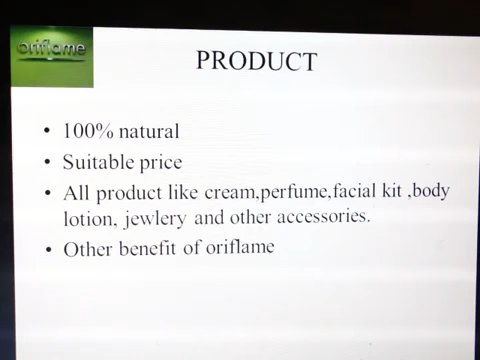 oriflame
PRODUCT
• 100% natural
• Suitable price
• All product like cream,perfume,facial kit ,body
lotion, jewlery and other accessories.
• Other benefit of oriflame